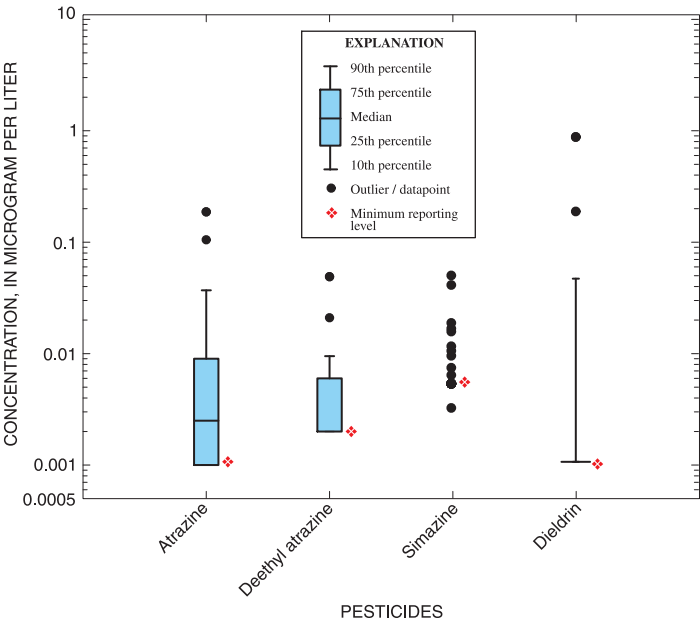 CONCENTRATION, IN MICROGRAM PER LITER
10
1
0.1
0.01
0.001
0.0005
EXPLANATION
90th percentile
75th percentile
Median
25th percentile
10th percentile
Outlier / datapoint
Minimum reporting
level
Atrazine
Deethyl atrazine
Simazine
Dieldrin
PESTICIDES